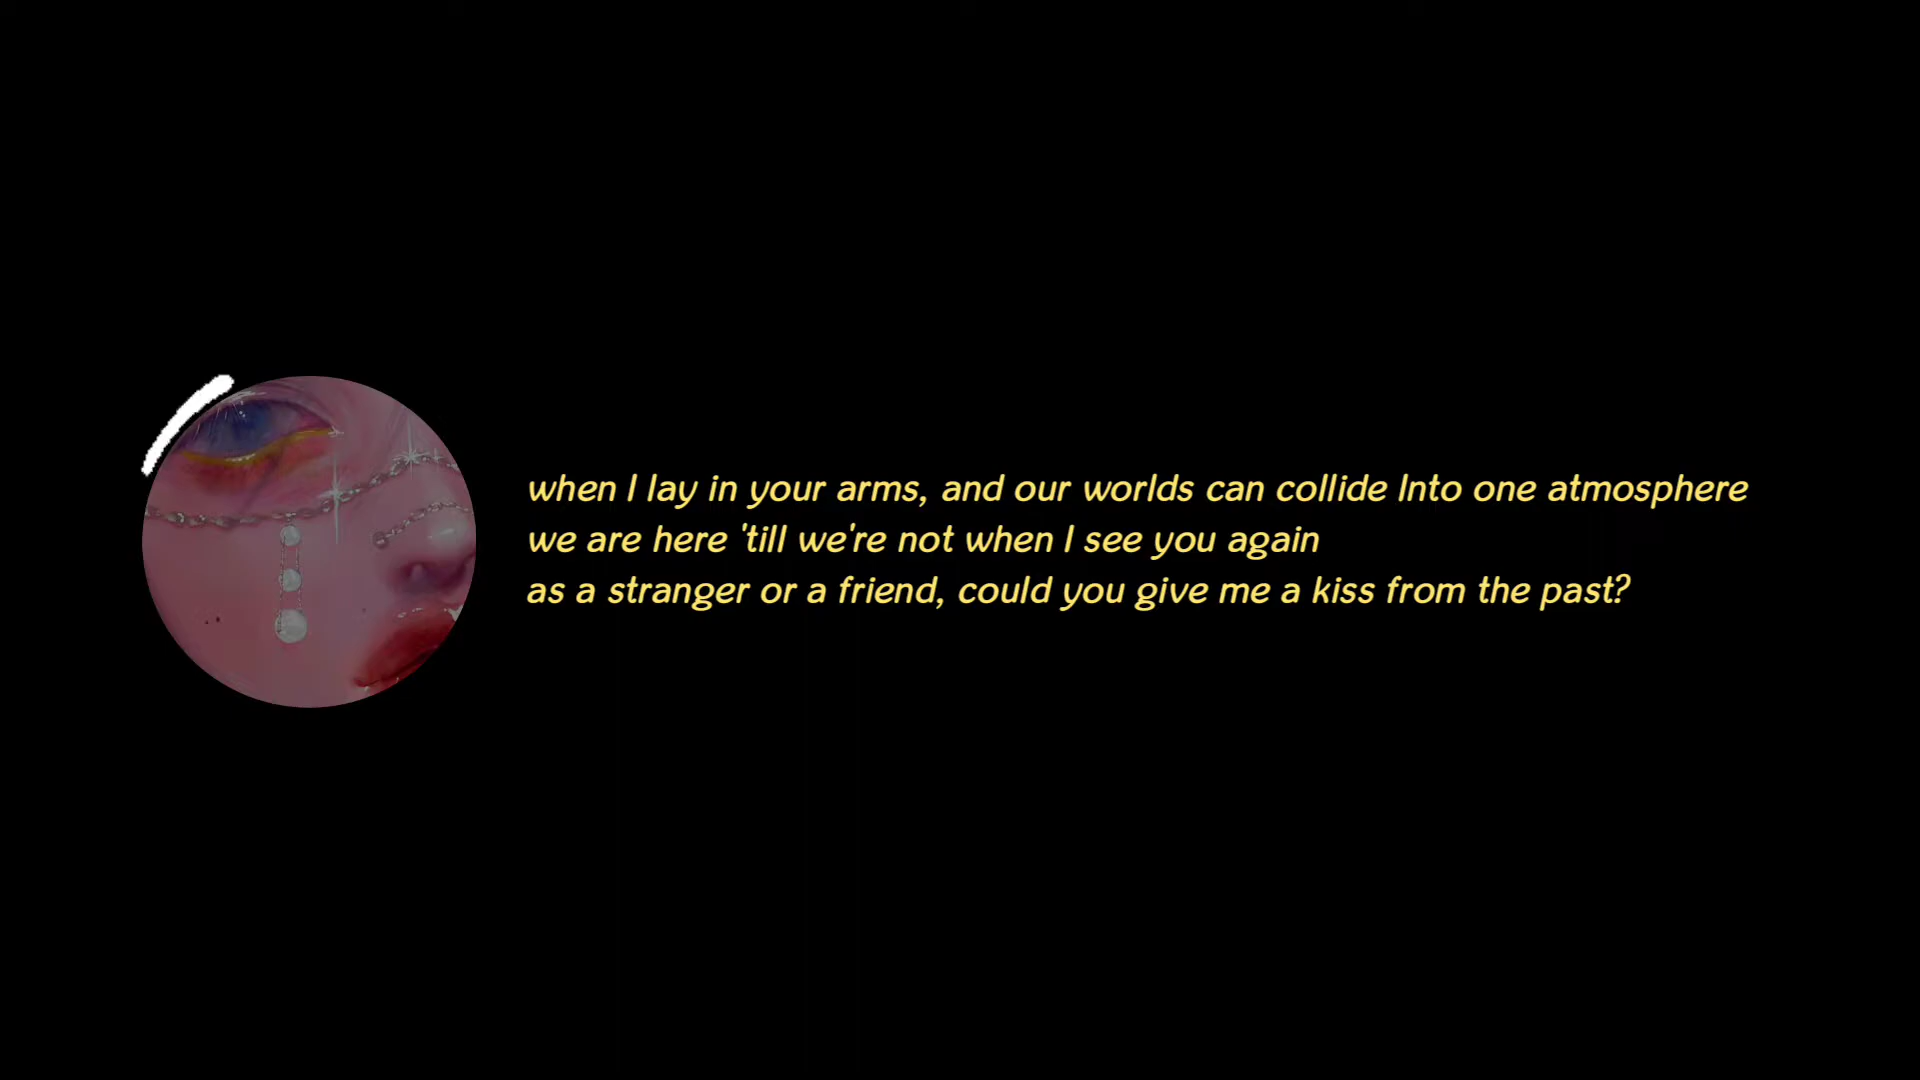 when I lay in your arms, and our worlds can collide Into one atmosphere
we are here 'till we're not when I see you again
as a stranger or a friend, could you give me a kiss from the past?